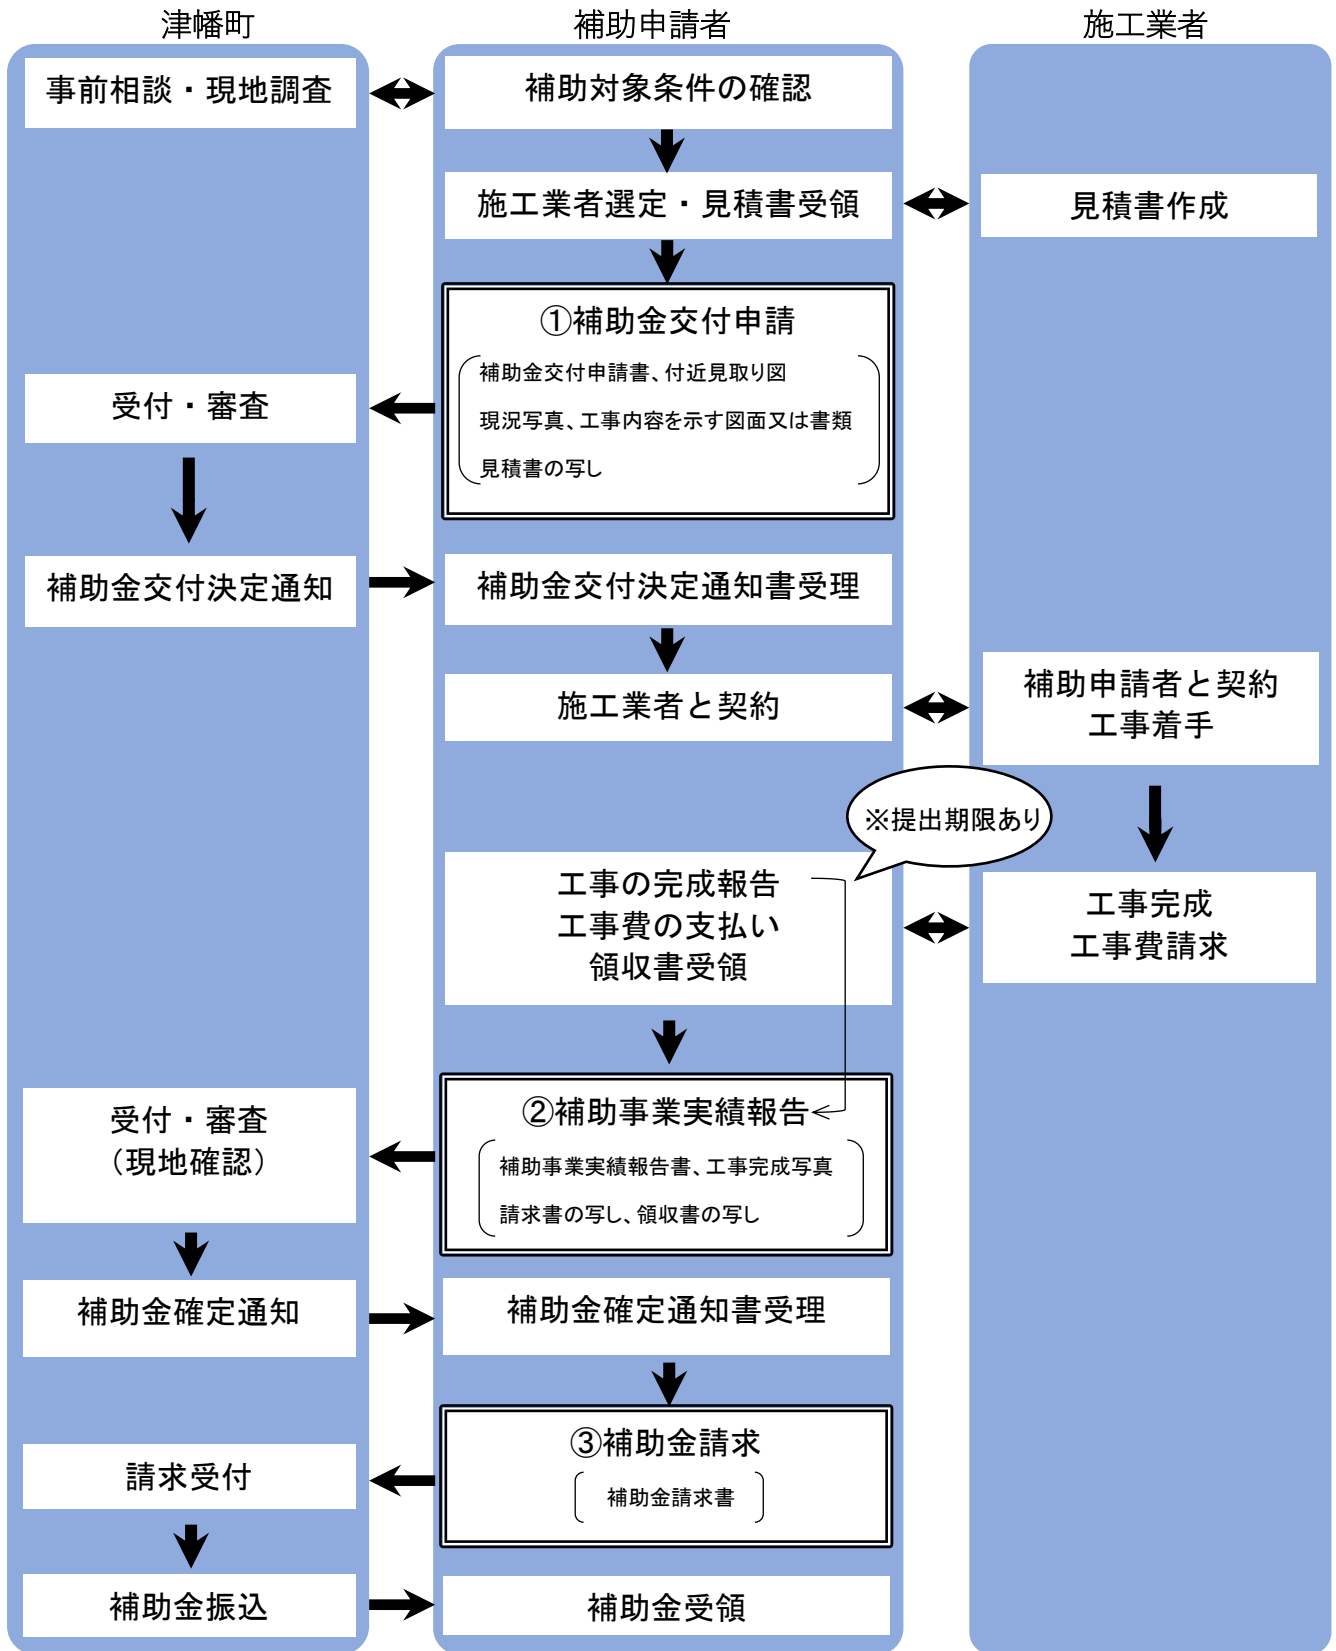 津幡町
補助申請者
施工業者
事前相談・現地調査
補助対象条件の確認
施工業者選定・見積書受領
見積書作成
①補助金交付申請
補助金交付申請書、付近見取り図
現況写真、工事内容を示す図面又は書類
見積書の写し
受付・審査
補助金交付決定通知
補助金交付決定通知書受理
施工業者と契約
補助申請者と契約
工事着手
※提出期限あり
工事の完成報告
工事費の支払い
領収書受領
工事完成
工事費請求
②補助事業実績報告
補助事業実績報告書、工事完成写真
請求書の写し、領収書の写し
受付・審査
（現地確認）
補助金確定通知
補助金確定通知書受理
③補助金請求
補助金請求書
請求受付
補助金振込
補助金受領